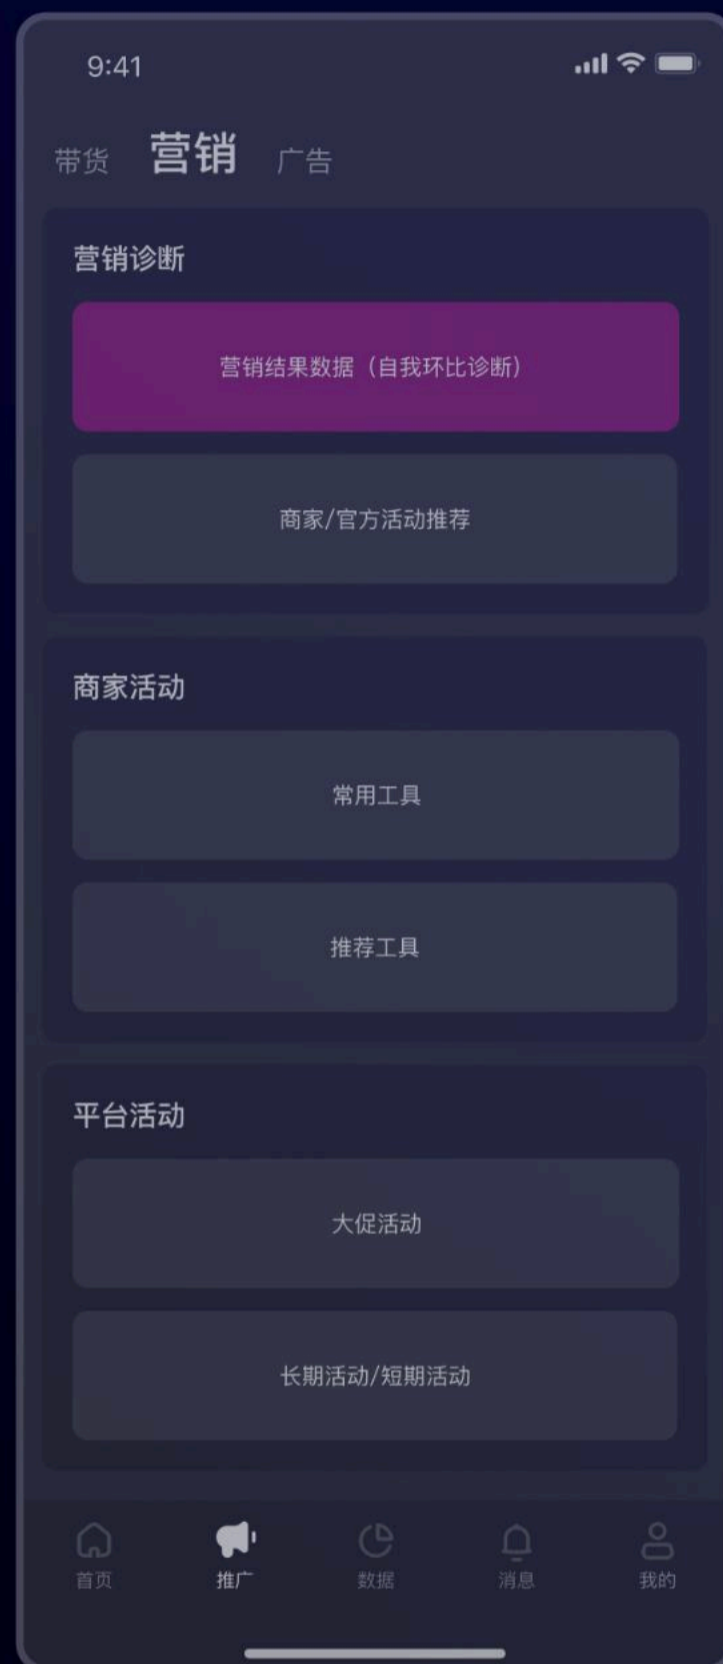 9:41
带货 营销 广告
营销诊断
营销结果数据（自我环比诊断）
商家/官方活动推荐
商家活动
常用工具
推荐工具
平台活动
大促活动
长期活动/短期活动
首页 推广 数据 消息 我的